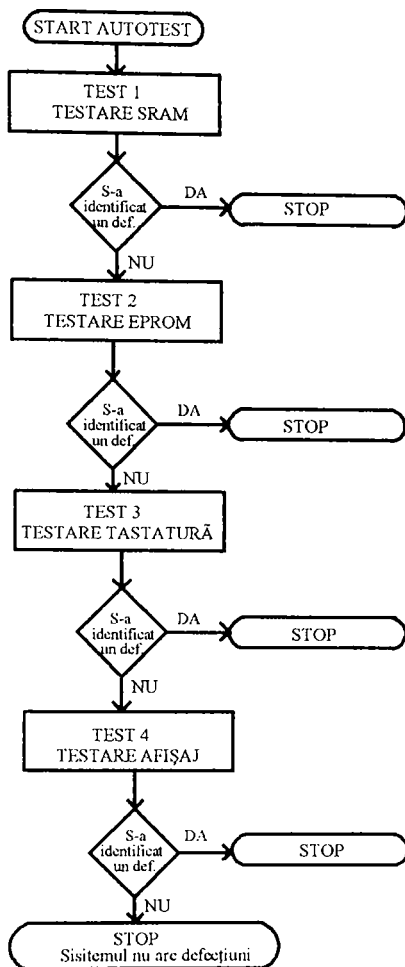 START AUTOTEST
TEST 1
TESTARE SRAM
S-a
identificat
un def.
DA
STOP
NU
TEST 2
TESTARE EPROM
S-a
identificat
un def.
DA
STOP
NU
TEST 3
TESTARE TASTATURĂ
S-a
identificat
un def.
DA
STOP
NU
TEST 4
TESTARE AFIŞAJ
S-a
identificat
un def.
DA
STOP
NU
STOP
Sisitemul nu are defecţiuni